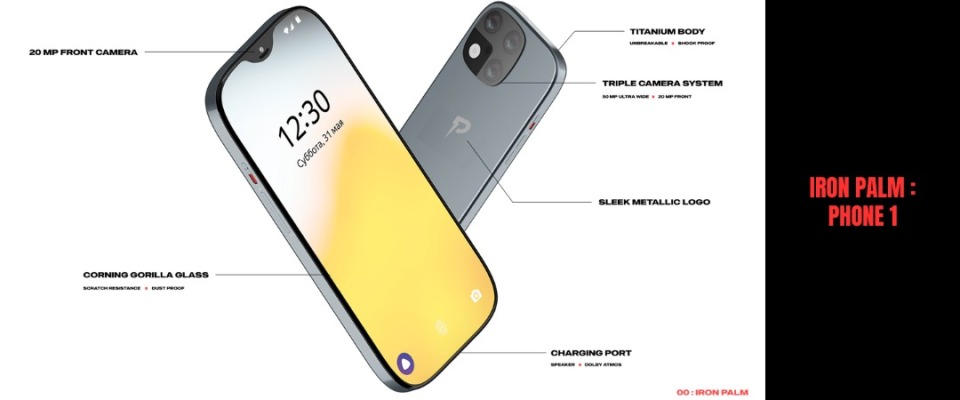 20 MP FRONT CAMERA
12:30
Суббота, 31 мая
CORNING GORILLA GLASS
SCRATCH RESISTANCE • DUST PROOF
TITANIUM BODY
UNBREAKABLE • SHOCK PROOF
TRIPLE CAMERA SYSTEM
50 MP ULTRA WIDE • 20 MP FRONT
SLEEK METALLIC LOGO
CHARGING PORT
SPEAKER • DOLBY ATMOS
00 : IRON PALM
IRON PALM :
PHONE 1